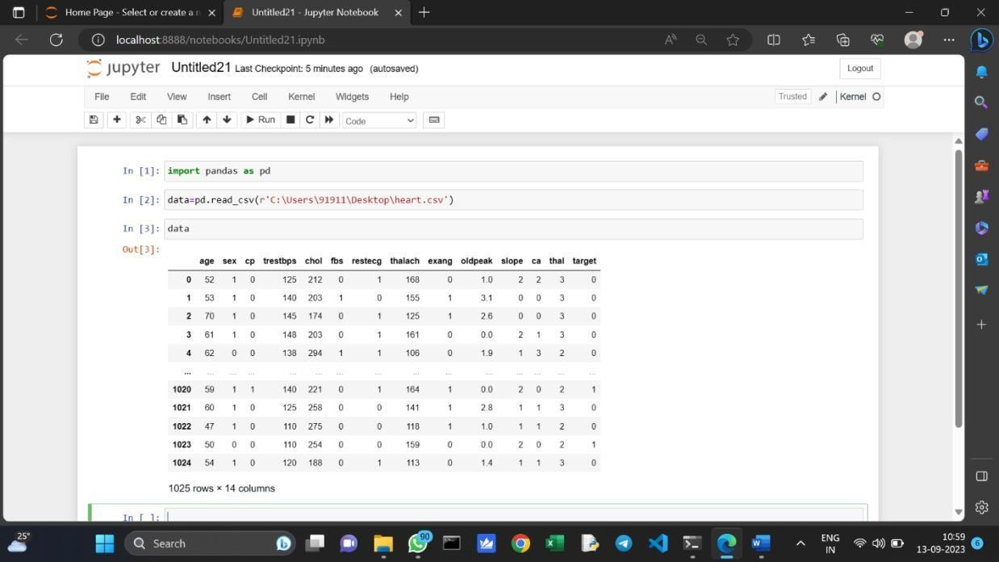 Home Page - Select or create a n
Untitled21 - Jupyter Notebook
localhost:8888/notebooks/Untitled21.ipynb
jupyter Untitled21 Last Checkpoint: 5 minutes ago (autosaved)
Logout
File Edit View Insert Cell Kernel Widgets Help
Trusted Kernel
Run Code
In [1]: import pandas as pd
In [2]: data=pd.read_csv(r'C:\Users\91911\Desktop\heart.csv')
In [3]: data
Out[3]:
age sex cp trestbps chol fbs restecg thalach exang oldpeak slope ca thal target
0 52 1 0 125 212 0 1 168 0 1.0 2 2 3 0
1 53 1 0 140 203 1 0 155 1 3.1 0 0 3 0
2 70 1 0 145 174 0 1 125 1 2.6 0 0 3 0
3 61 1 0 148 203 0 1 161 0 0.0 2 1 3 0
4 62 0 0 138 294 1 1 106 0 1.9 1 3 2 0
... ... ... ... ... ... ... ... ... ... ... ... ... ... ...
1020 59 1 1 140 221 0 1 164 1 0.0 2 0 2 1
1021 60 1 0 125 258 0 0 141 1 2.8 1 1 3 0
1022 47 1 0 110 275 0 0 118 1 1.0 1 1 2 0
1023 50 0 0 110 254 0 0 159 0 0.0 2 0 2 1
1024 54 1 0 120 188 0 1 113 0 1.4 1 1 3 0
1025 rows × 14 columns
In [ ]:
25°
Search
90
ENG
IN
10:59
13-09-2023
6